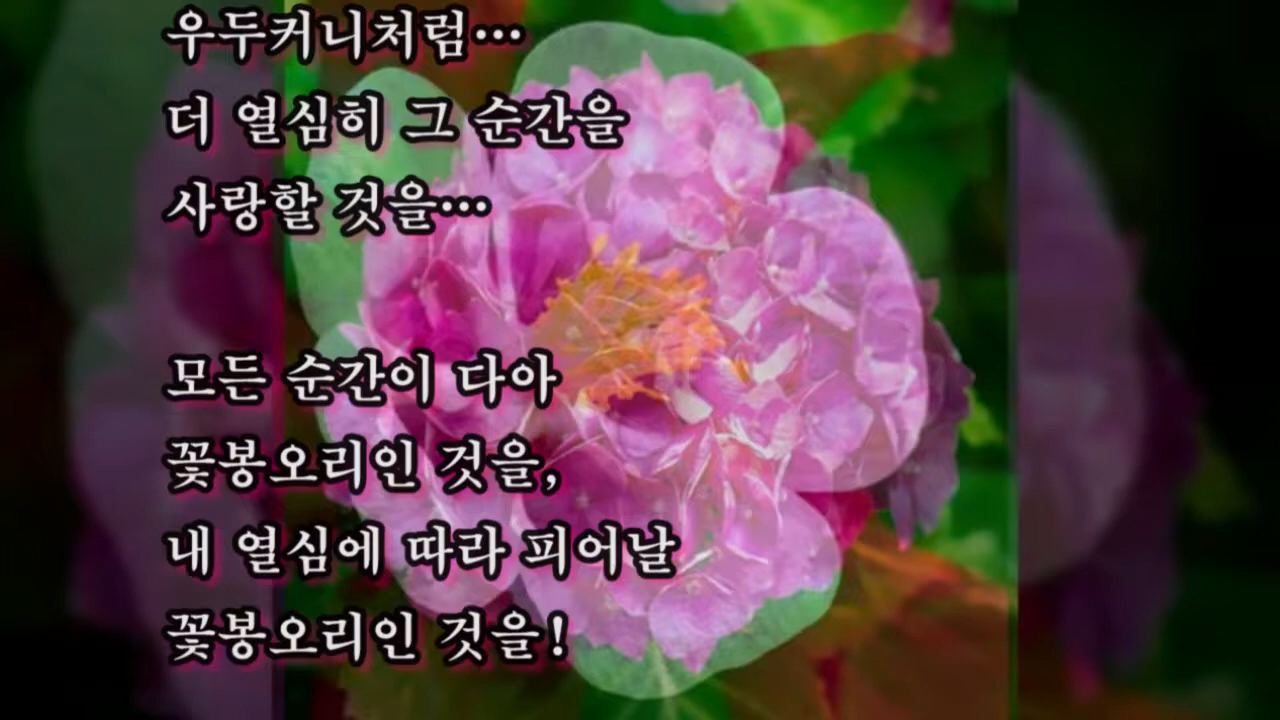 우두커니처럼…
더 열심히 그 순간을
사랑할 것을…
모든 순간이 다아
꽃봉오리인 것을,
내 열심에 따라 피어날
꽃봉오리인 것을!